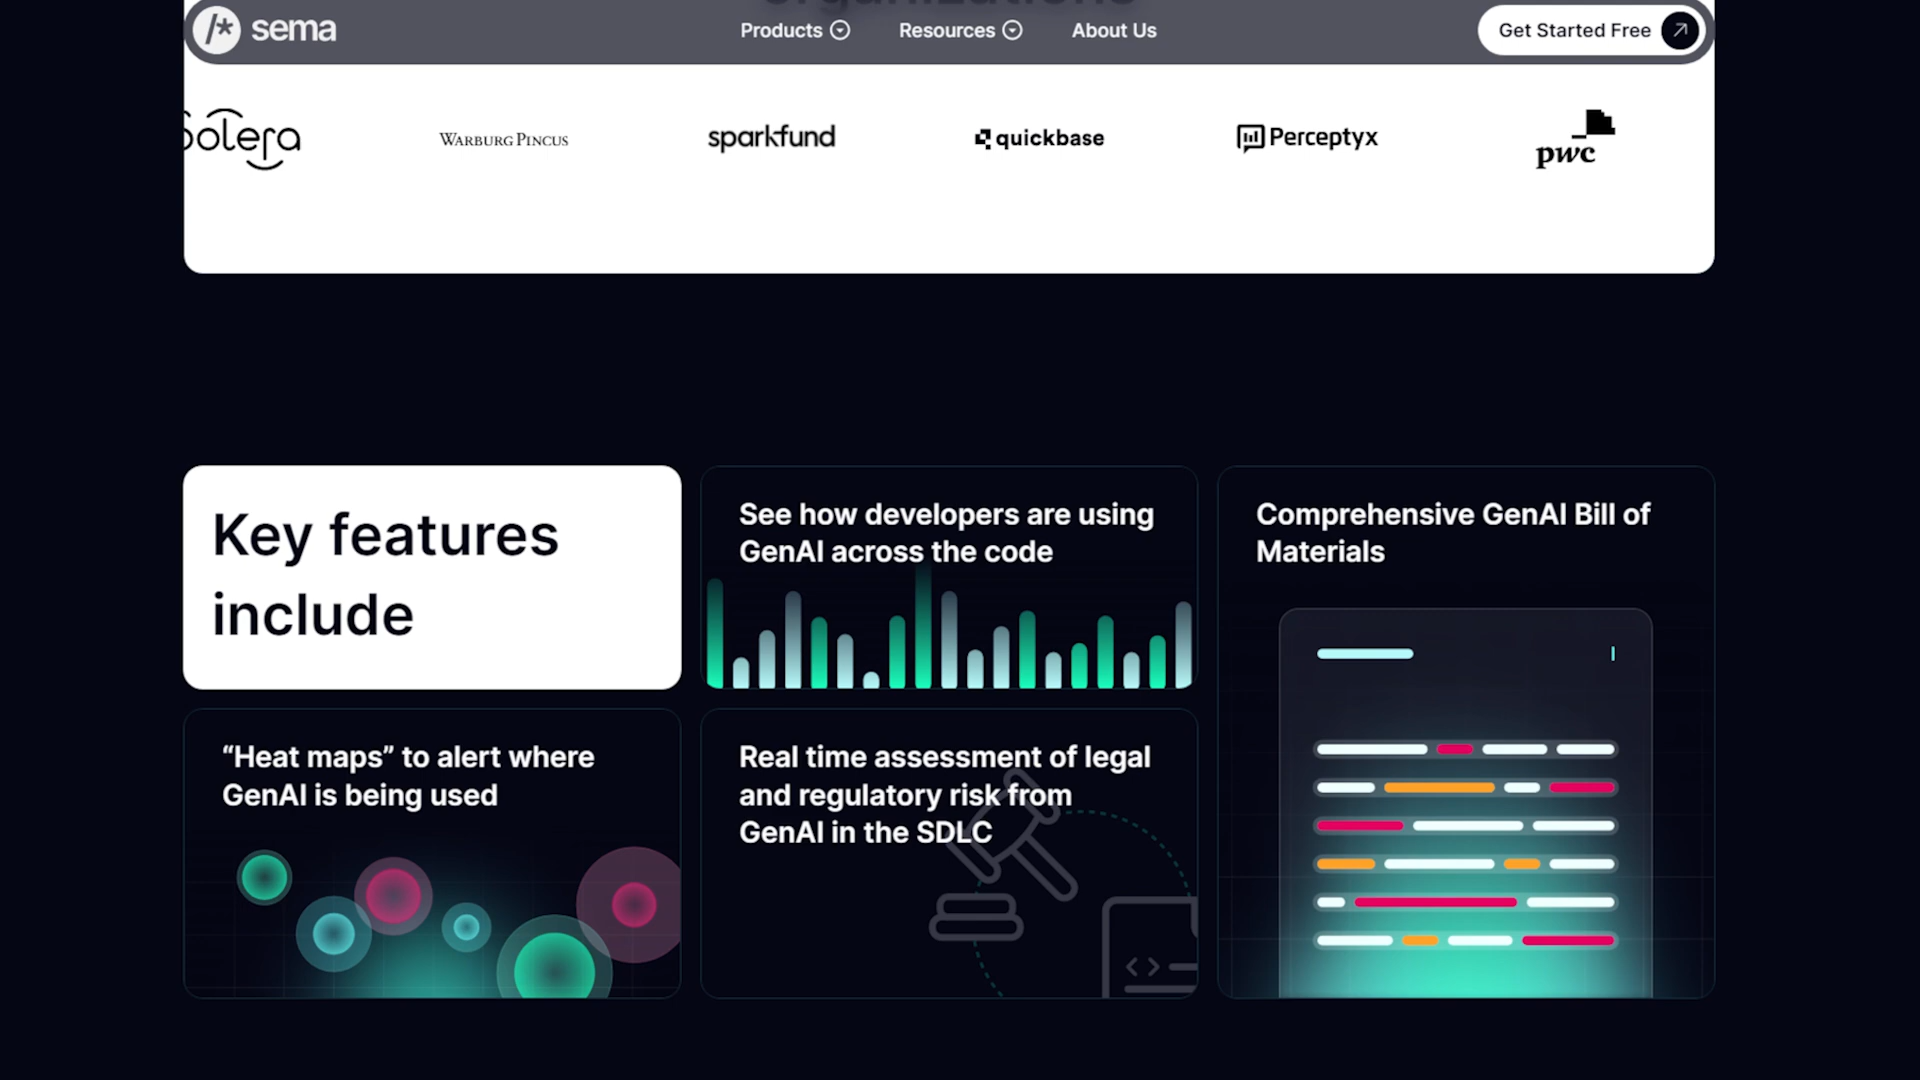 organizations
/* sema
Products
Resources
About Us
Get Started Free
solera
WARBURG PINCUS
sparkfund
quickbase
Perceptyx
pwc
Key features
include
See how developers are using
GenAI across the code
Comprehensive GenAI Bill of
Materials
“Heat maps” to alert where
GenAI is being used
Real time assessment of legal
and regulatory risk from
GenAI in the SDLC
<>